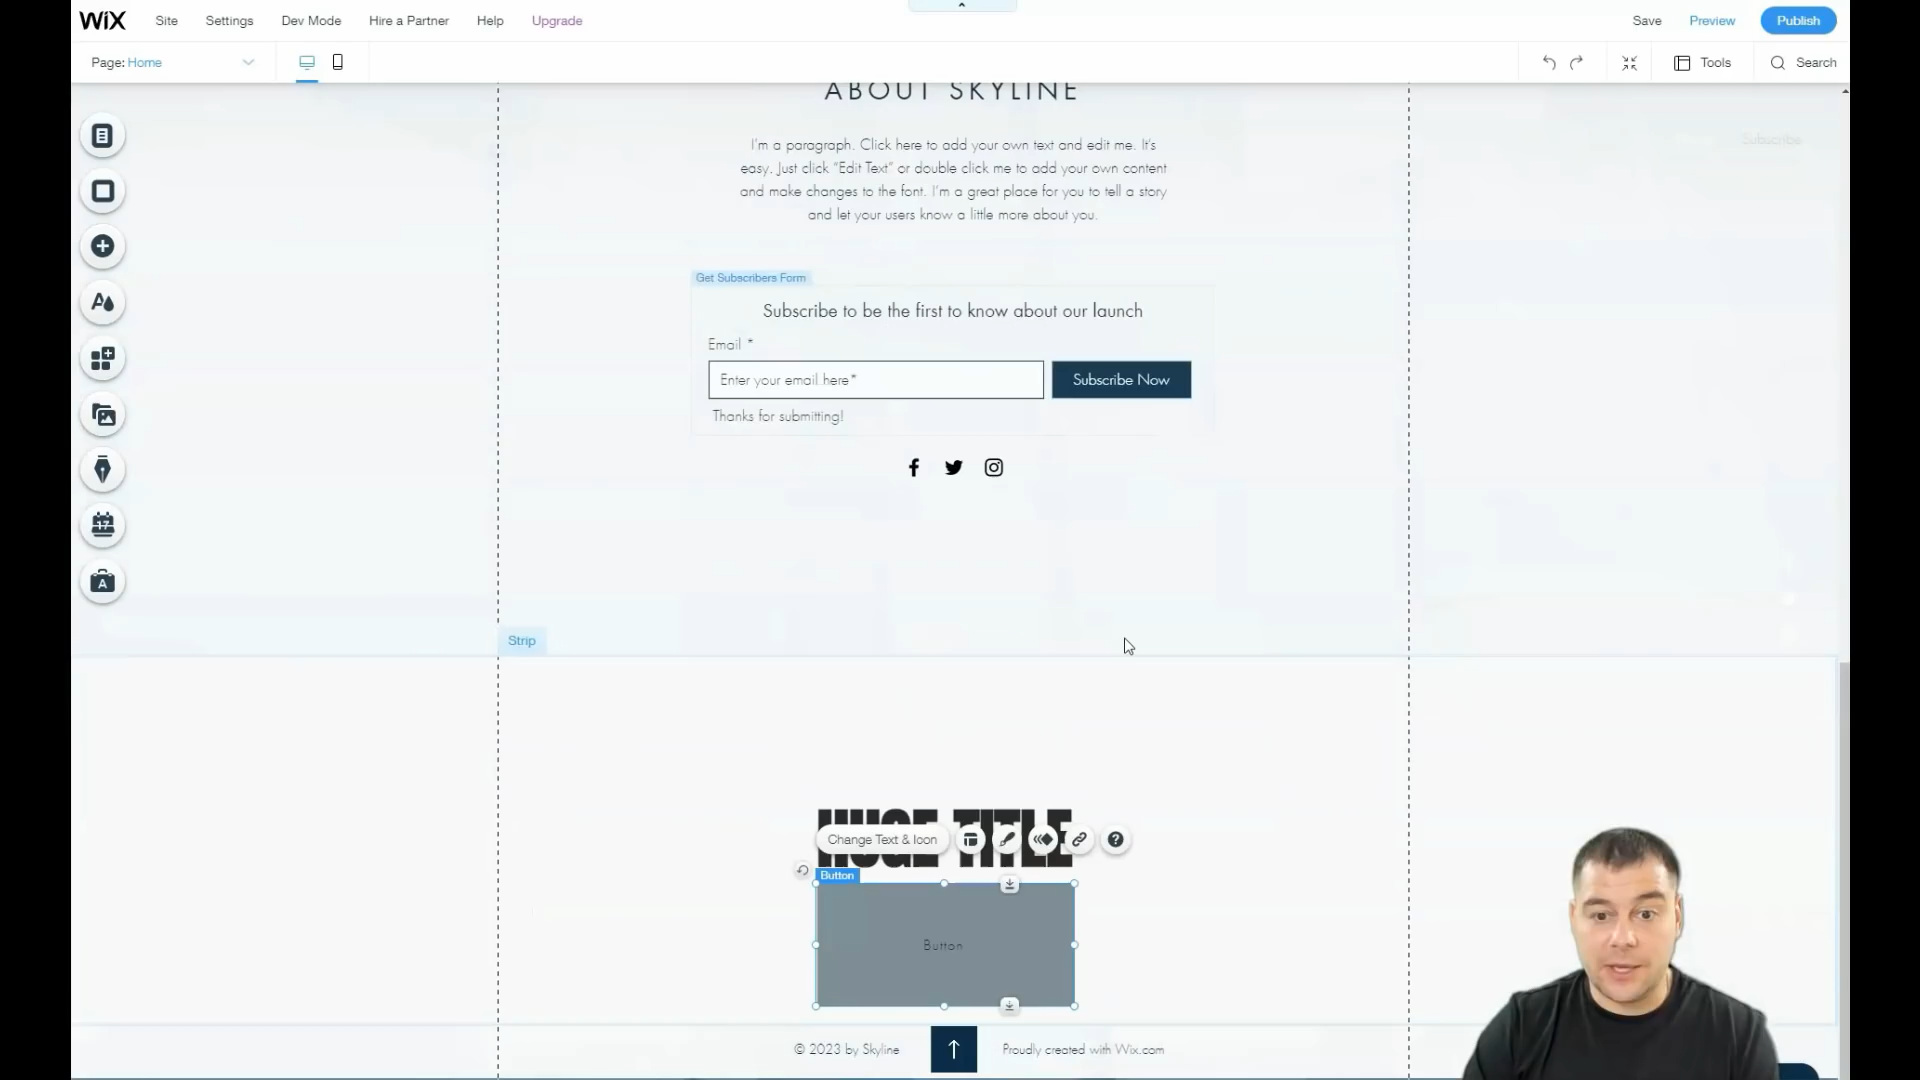 WiX
Site
Settings
Dev Mode
Hire a Partner
Help
Upgrade
Save
Preview
Publish
Page: Home
Tools
Search
ABOUT SKYLINE
Subscribe
I'm a paragraph. Click here to add your own text and edit me. It's
easy. Just click “Edit Text” or double click me to add your own content
and make changes to the font. I'm a great place for you to tell a story
and let your users know a little more about you.
Get Subscribers Form
Subscribe to be the first to know about our launch
Email *
Enter your email here*
Subscribe Now
Thanks for submitting!
17
A
Strip
HUGE TITLE
Change Text & Icon
Button
Button
© 2023 by Skyline
Proudly created with Wix.com